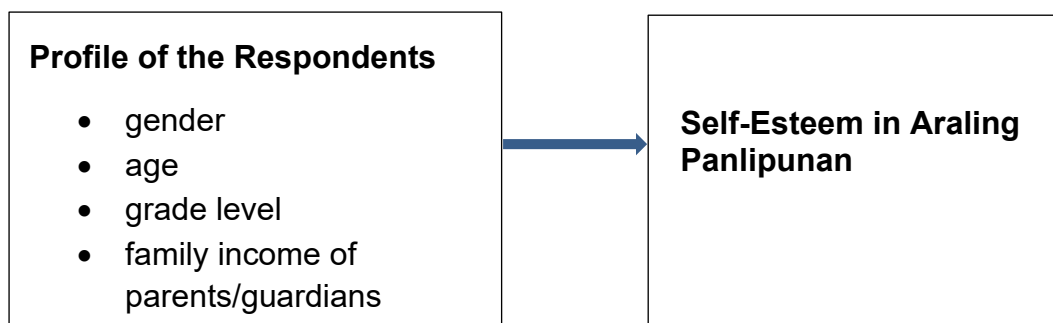 Profile of the Respondents
• gender
• age
• grade level
• family income of
parents/guardians
Self-Esteem in Araling
Panlipunan